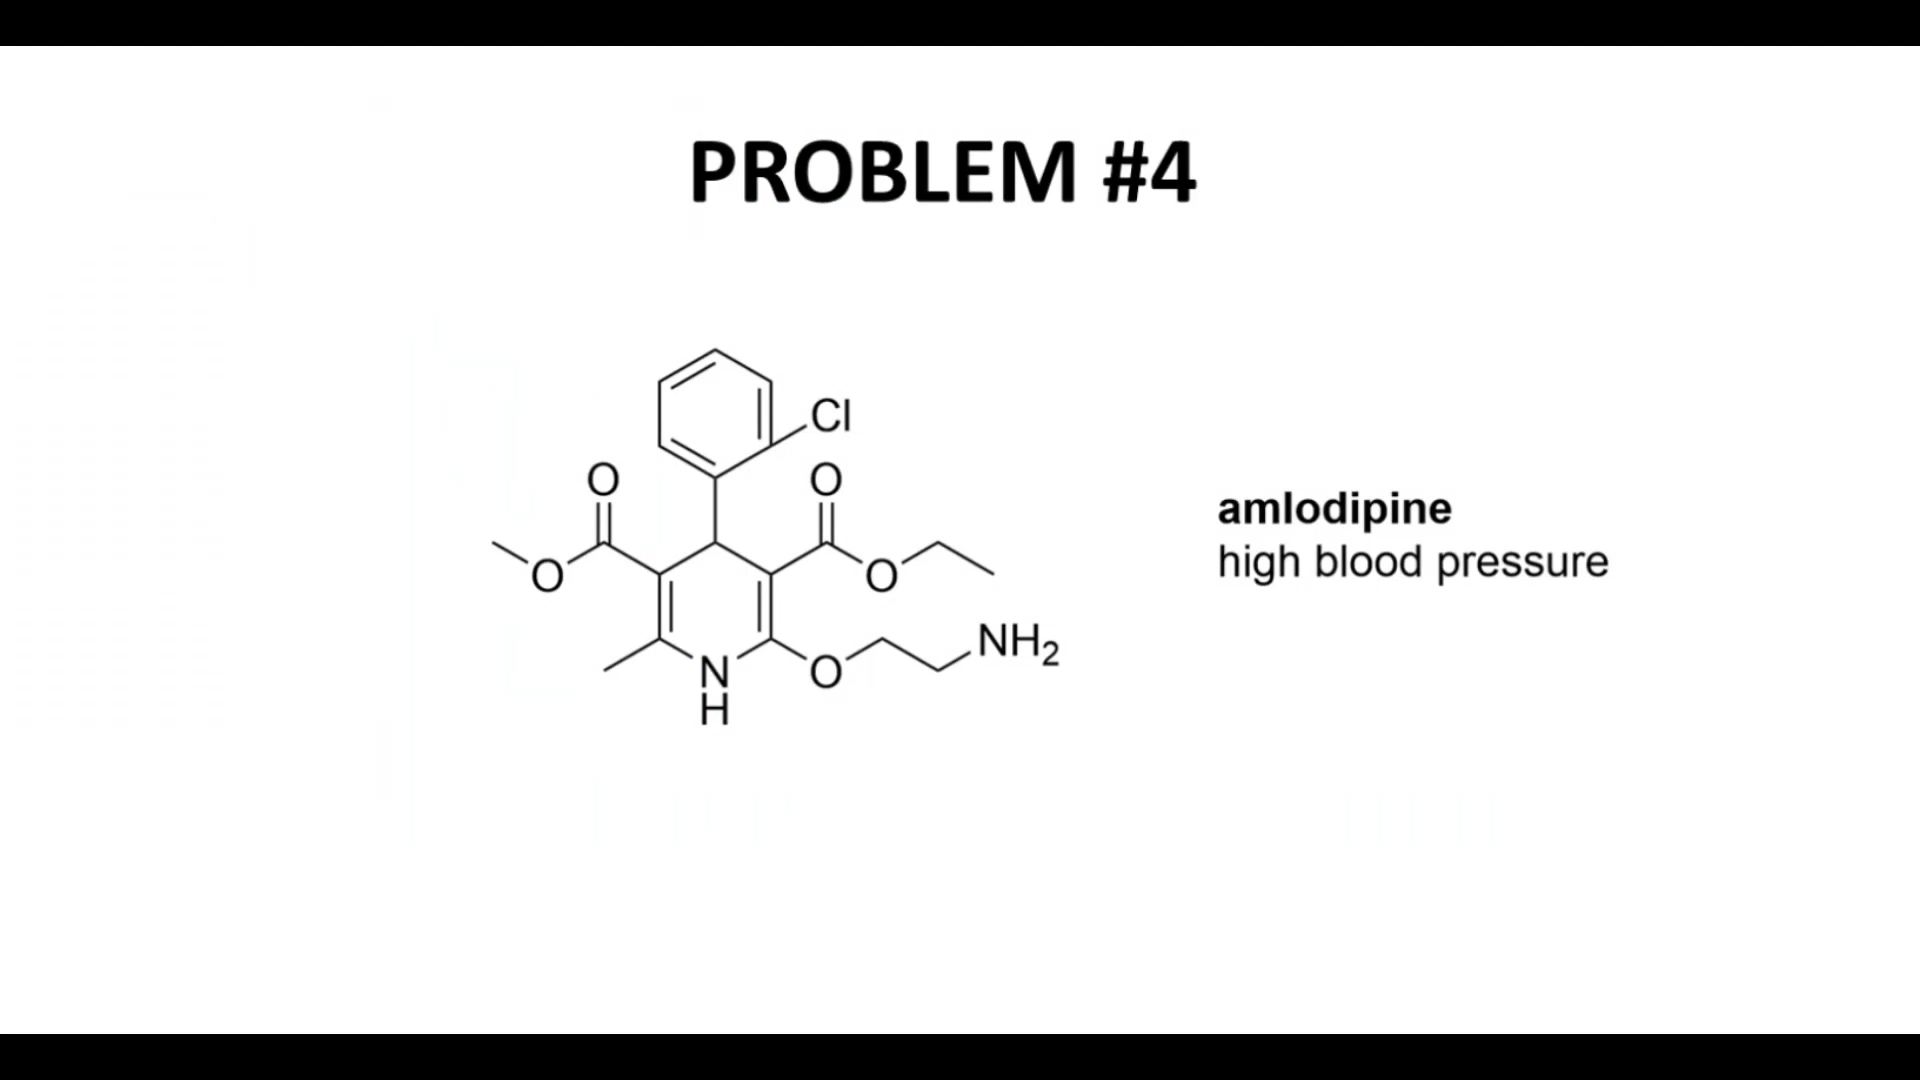 PROBLEM #4
Cl
O
O
O
O
NH2
O
N
H
amlodipine
high blood pressure